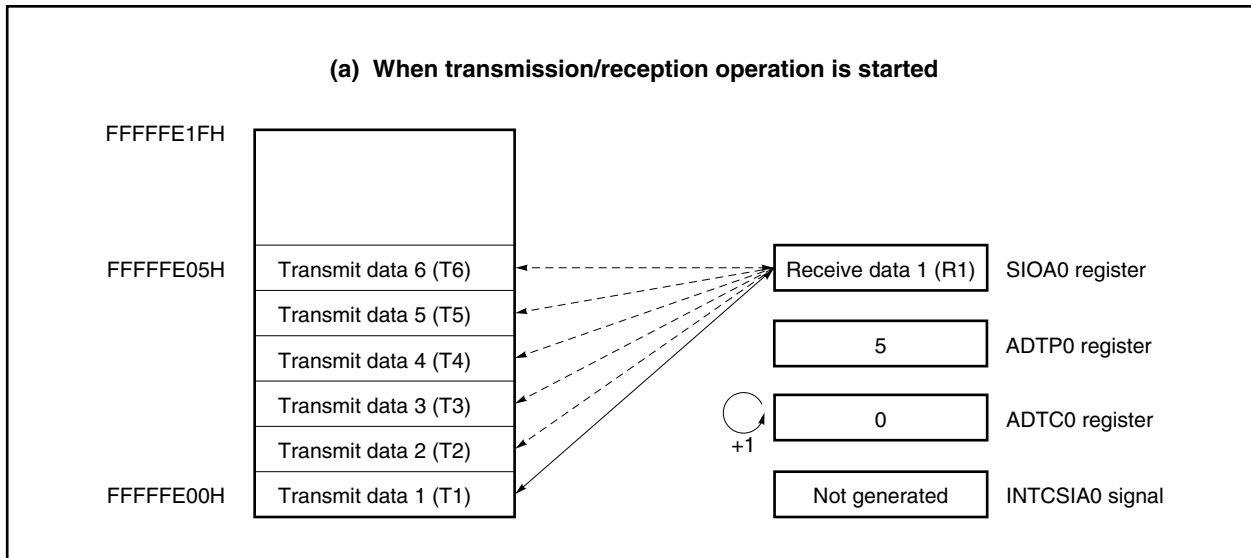 (a) When transmission/reception operation is started
FFFFFE1FH
FFFFFE05H Transmit data 6 (T6) Receive data 1 (R1) SIOA0 register
Transmit data 5 (T5)
5 ADTP0 register
Transmit data 4 (T4)
Transmit data 3 (T3)
0 ADTC0 register
+1
Transmit data 2 (T2)
FFFFFE00H Transmit data 1 (T1) Not generated INTCSIA0 signal